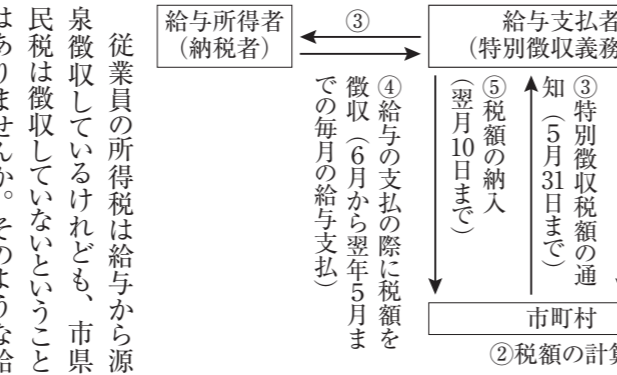 給与所得者
（納税者）
③
給与支払者
（特別徴収義務
③特別徴収税額の通
知（5月31日まで）
⑤税額の納入
（翌月10日まで）
④給与の支払の際に税額を
徴収（6月から翌年5月ま
での毎月の給与支払）
市町村
②税額の計算
従業員の所得税は給与から源
泉徴収しているけれども、市県
民税は徴収していないということ
はありませんか。そのような給